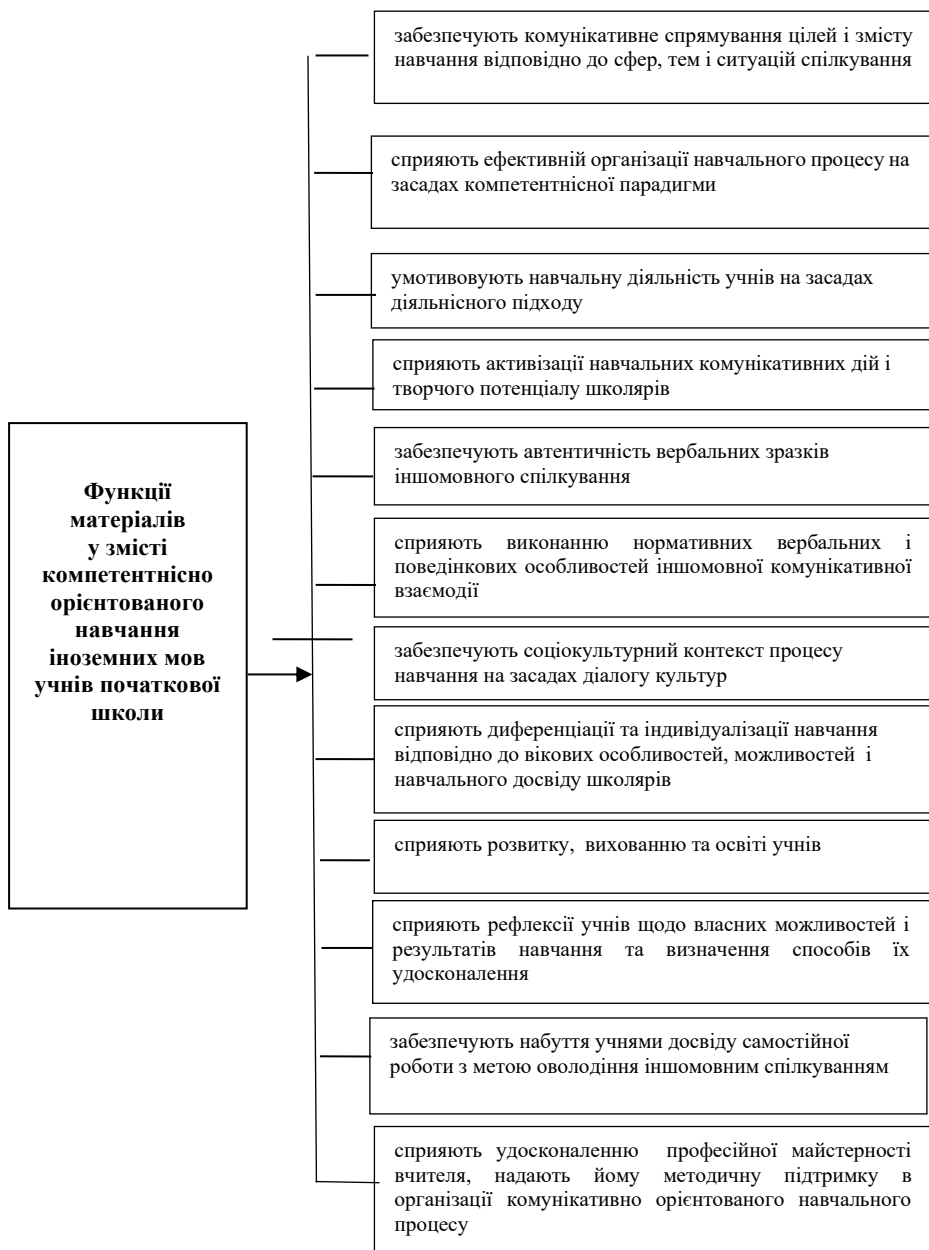 забезпечують комунікативне спрямування цілей і змісту
навчання відповідно до сфер, тем і ситуацій спілкування
сприяють ефективній організації навчального процесу на
засадах компетентнісної парадигми
умотивовують навчальну діяльність учнів на засадах
діяльнісного підходу
сприяють активізації навчальних комунікативних дій і
творчого потенціалу школярів
Функції
матеріалів
у змісті
компетентнісно
орієнтованого
навчання
іноземних мов
учнів початкової
школи
забезпечують автентичність вербальних зразків
іншомовного спілкування
сприяють виконанню нормативних вербальних і
поведінкових особливостей іншомовної комунікативної
взаємодії
забезпечують соціокультурний контекст процесу
навчання на засадах діалогу культур
сприяють диференціації та індивідуалізації навчання
відповідно до вікових особливостей, можливостей і
навчального досвіду школярів
сприяють розвитку, вихованню та освіті учнів
сприяють рефлексії учнів щодо власних можливостей і
результатів навчання та визначення способів їх
удосконалення
забезпечують набуття учнями досвіду самостійної
роботи з метою оволодіння іншомовним спілкуванням
сприяють удосконаленню професійної майстерності
вчителя, надають йому методичну підтримку в
організації комунікативно орієнтованого навчального
процесу